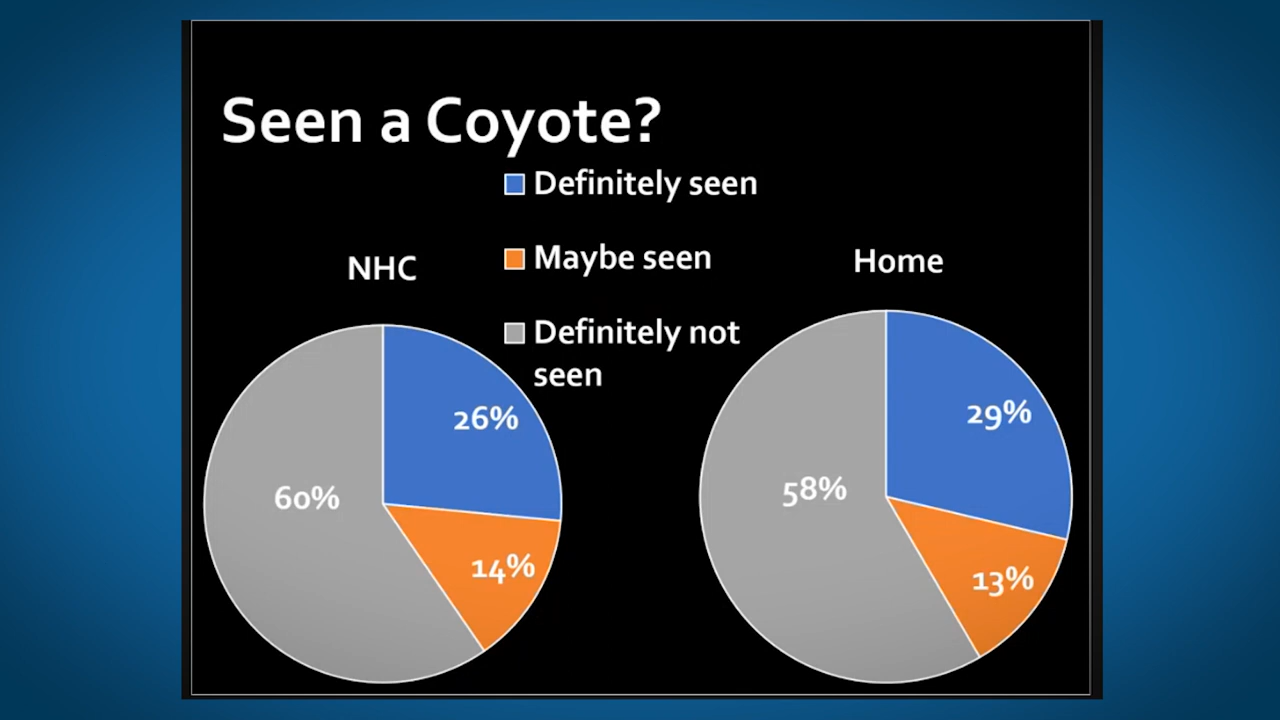 Seen a Coyote?
Definitely seen
Maybe seen
Definitely not
seen
NHC
26%
14%
60%
Home
29%
13%
58%